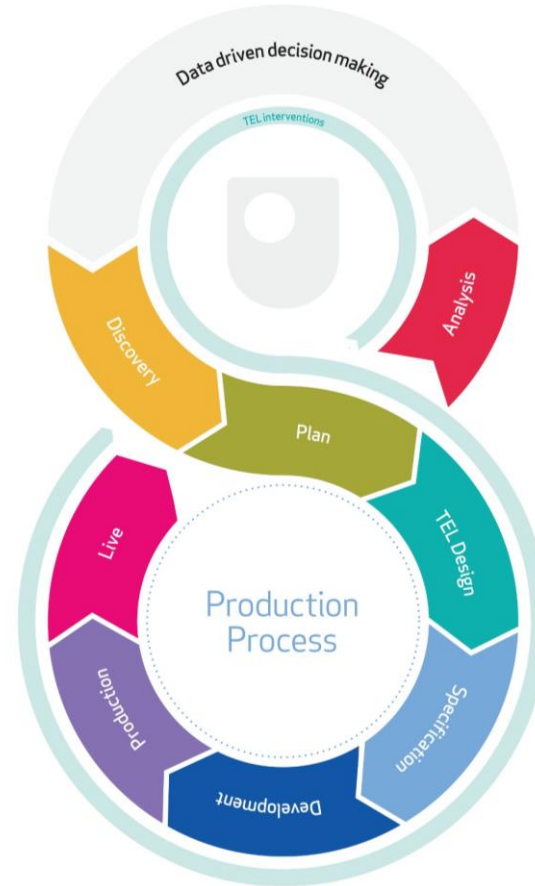 Data driven decision making
TEL interventions
Analysis
Discovery
Plan
TEL Design
Live
Production
Process
Specification
Production
Development